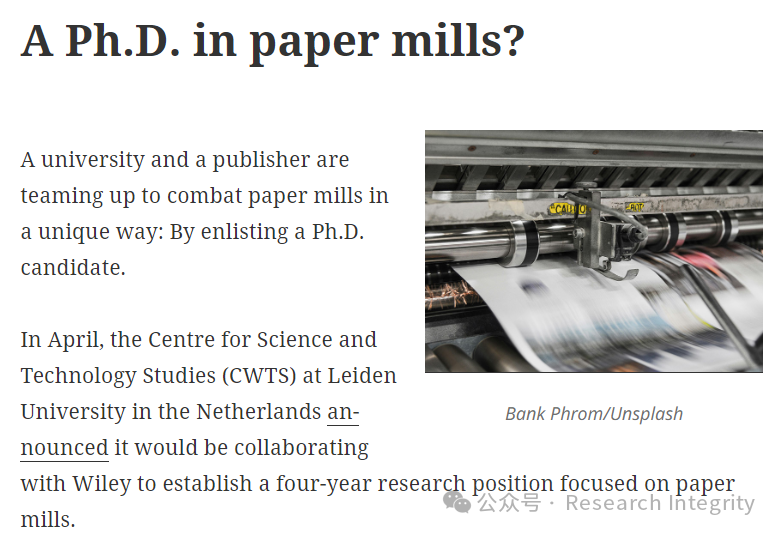 A Ph.D. in paper mills?
A university and a publisher are
teaming up to combat paper mills in
a unique way: By enlisting a Ph.D.
candidate.
CAUTIO
Bank Phrom/Unsplash
In April, the Centre for Science and
Technology Studies (CWTS) at Leiden
University in the Netherlands an-
nounced it would be collaborating
with Wiley to establish a four-year research position focused on paper
mills.
公众号 · Research Integrity